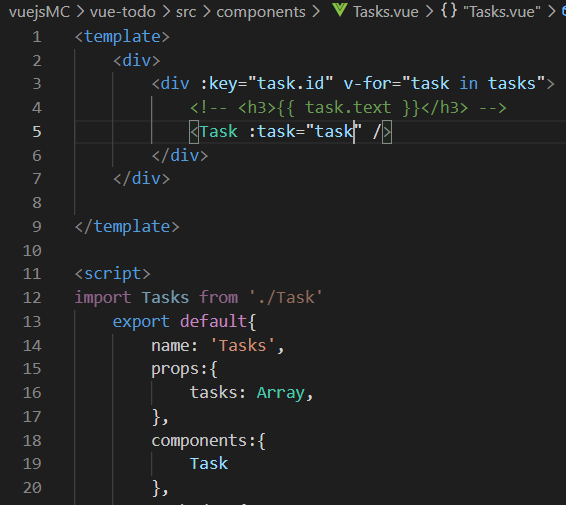 vuejsMC > vue-todo > src > components > Tasks.vue > {} "Tasks.vue" >
1 <template>
2 <div>
3 <div :key="task.id" v-for="task in tasks">
4 <!-- <h3>{{ task.text }}</h3> -->
5 <Task :task="task" />
6 </div>
7 </div>
8
9 </template>
10
11 <script>
12 import Tasks from './Task'
13 export default{
14 name: 'Tasks',
15 props:{
16 tasks: Array,
17 },
18 components:{
19 Task
20 },